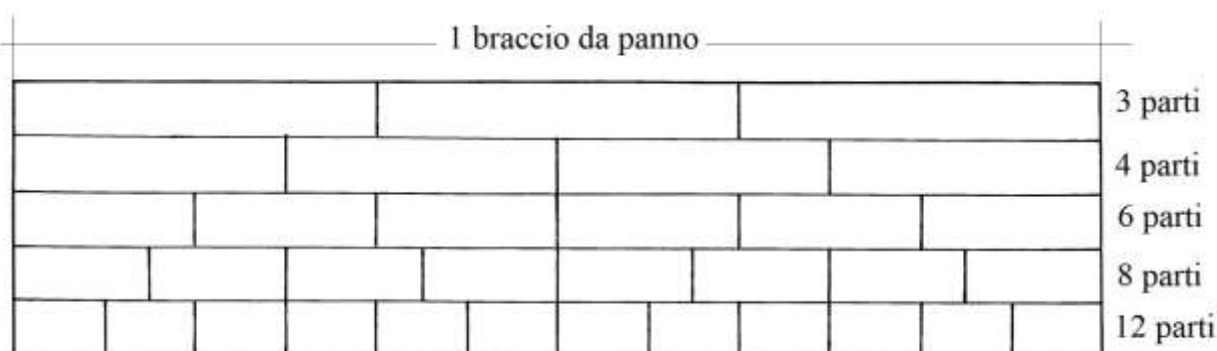 1 braccio da panno
3 parti
4 parti
6 parti
8 parti
12 parti